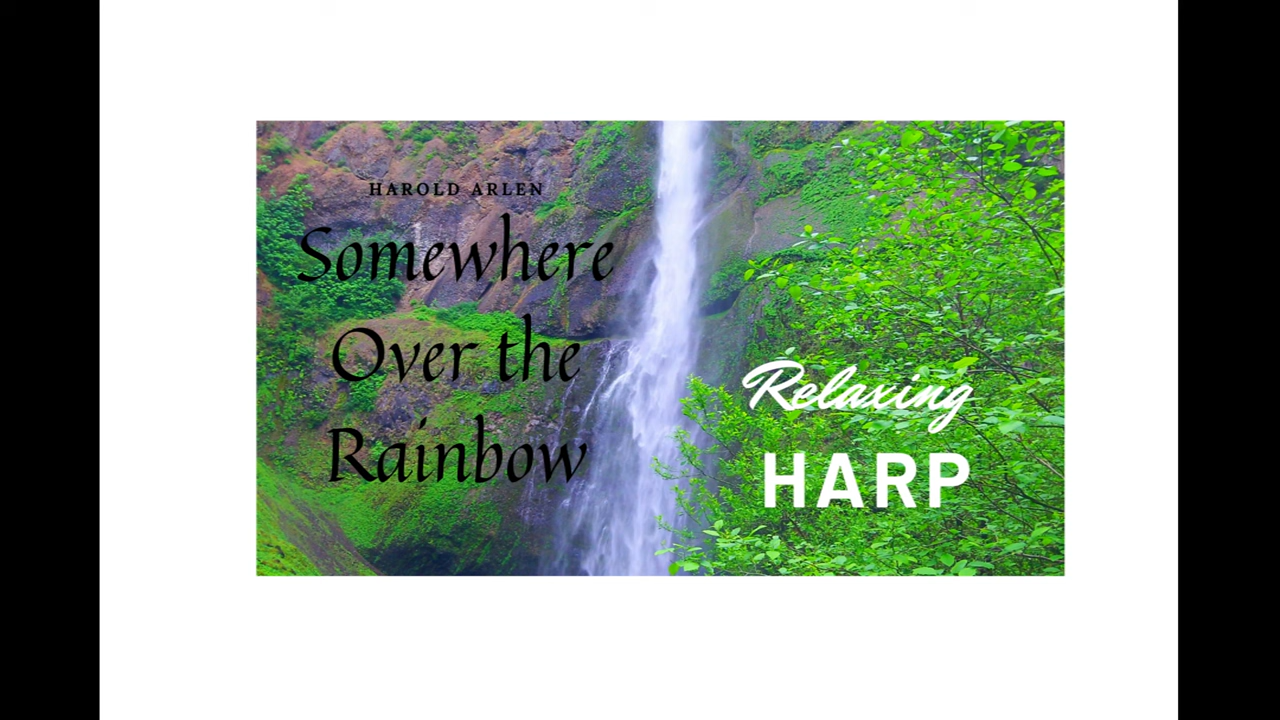 HAROLD ARLEN
Somewhere
Over the
Rainbow
Relaxing
HARP